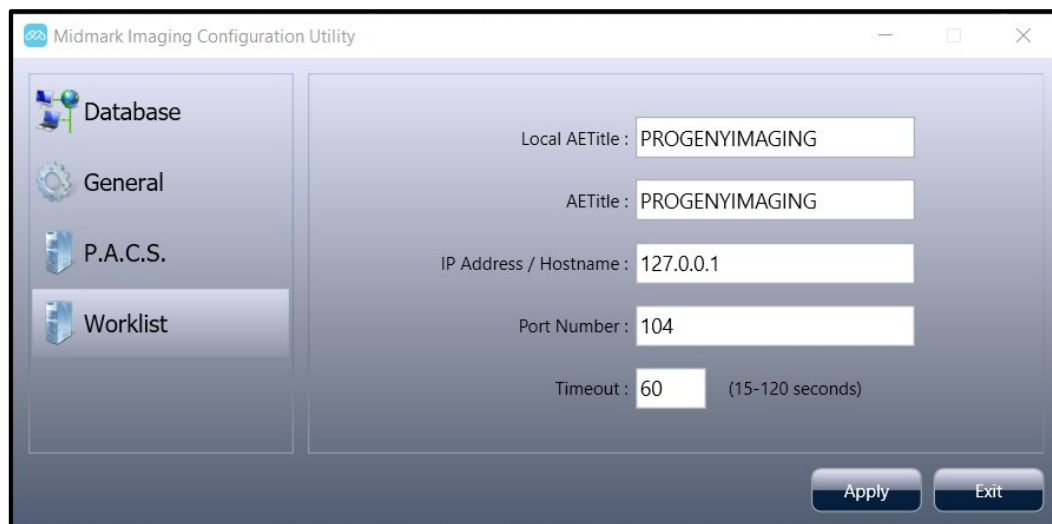 Midmark Imaging Configuration Utility
Database
General
P.A.C.S.
Worklist
Local AETitle : PROGENYIMAGING
AETitle : PROGENYIMAGING
IP Address / Hostname : 127.0.0.1
Port Number : 104
Timeout : 60 (15-120 seconds)
Apply Exit